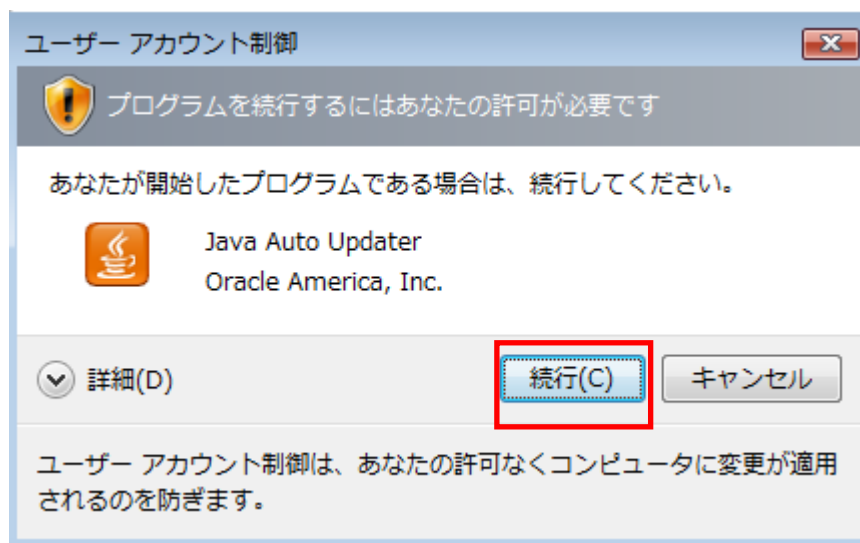 ユーザー アカウント制御
プログラムを続行するにはあなたの許可が必要です
あなたが開始したプログラムである場合は、続行してください。
Java Auto Updater
Oracle America, Inc.
詳細(D)
続行(C)
キャンセル
ユーザー アカウント制御は、あなたの許可なくコンピュータに変更が適用
されるのを防ぎます。